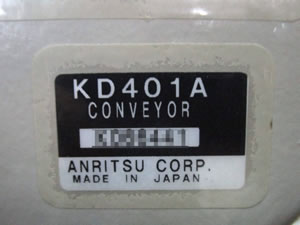 KD401A
CONVEYOR
ANRITSU CORP.
MADE IN JAPAN